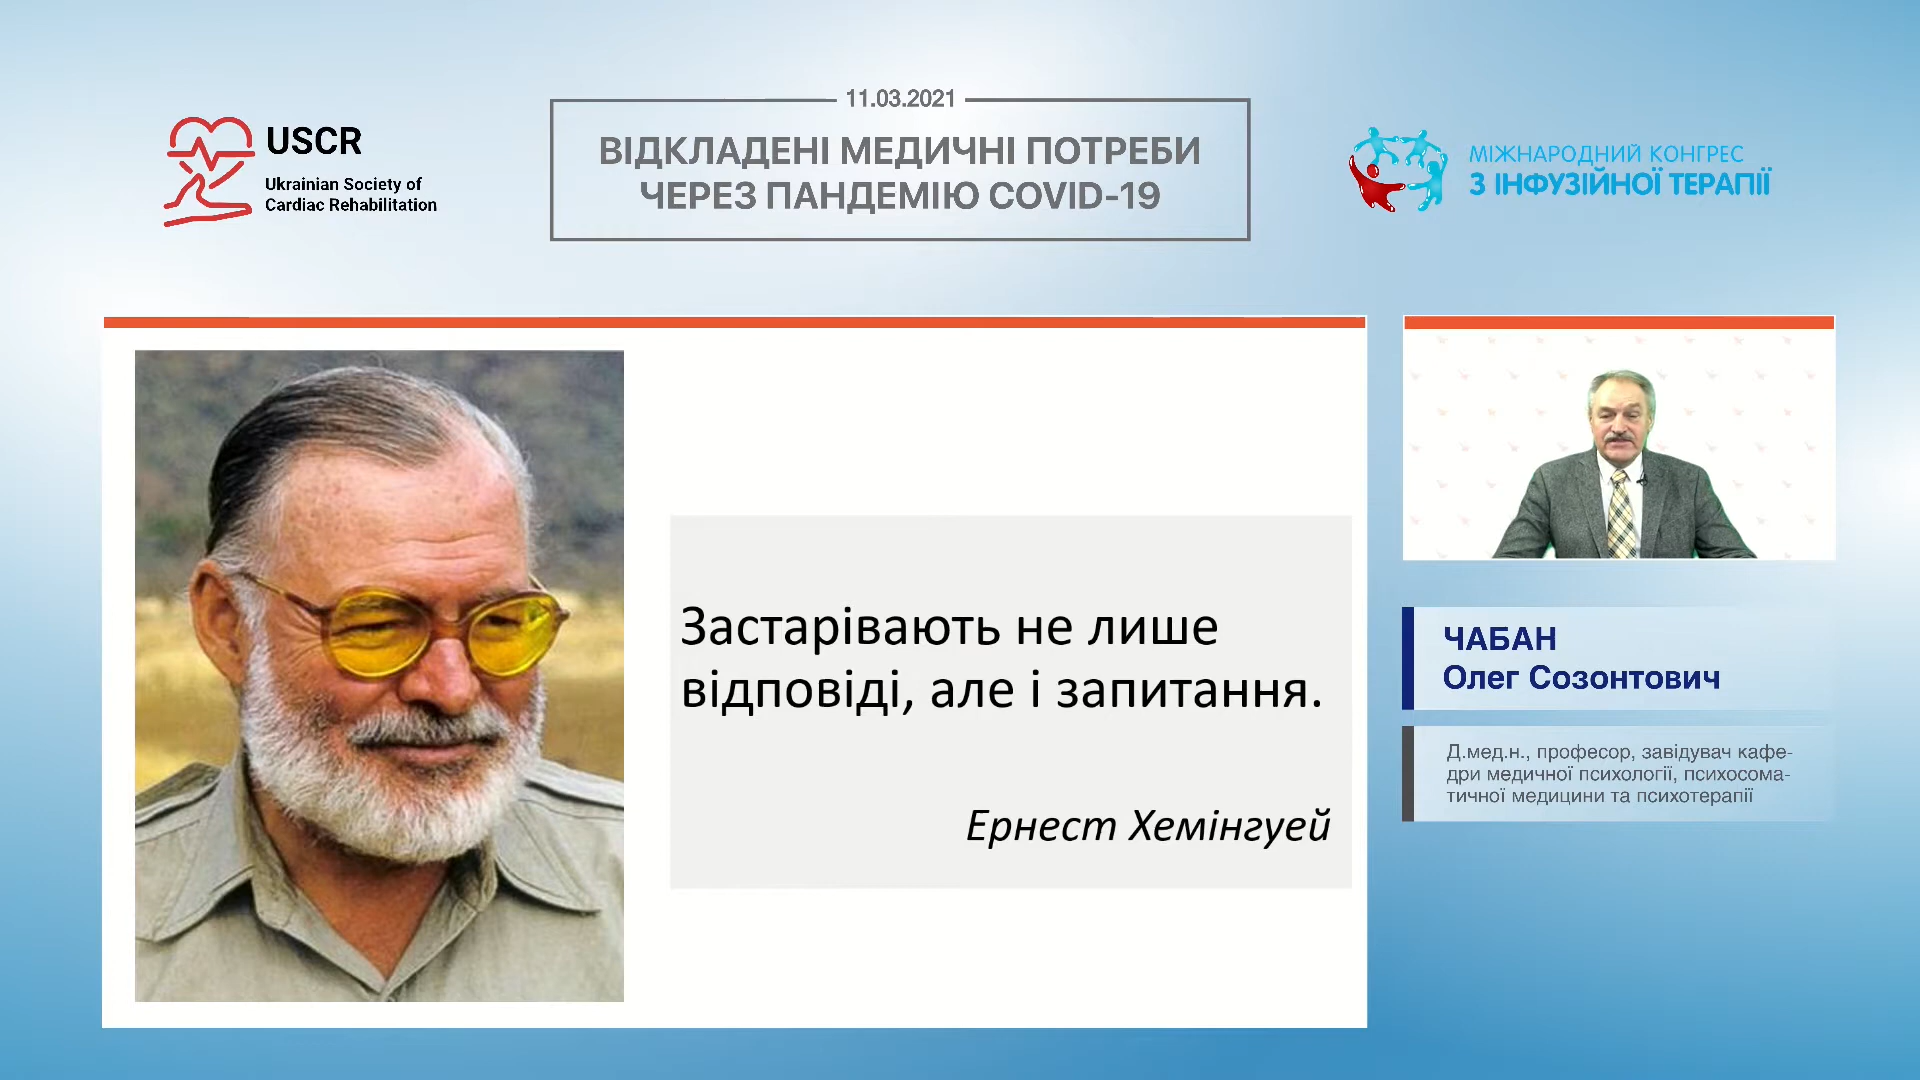 11.03.2021
USCR
Ukrainian Society of
Cardiac Rehabilitation
ВІДКЛАДЕНІ МЕДИЧНІ ПОТРЕБИ
ЧЕРЕЗ ПАНДЕМІЮ COVID-19
МІЖНАРОДНИЙ КОНГРЕС
З ІНФУЗІЙНОЇ ТЕРАПІЇ
Застарівають не лише
відповіді, але і запитання.
Ернест Хемінгуей
ЧАБАН
Олег Созонтович
Д.мед.н., професор, завідувач кафе-
дри медичної психології, психосома-
тичної медицини та психотерапії